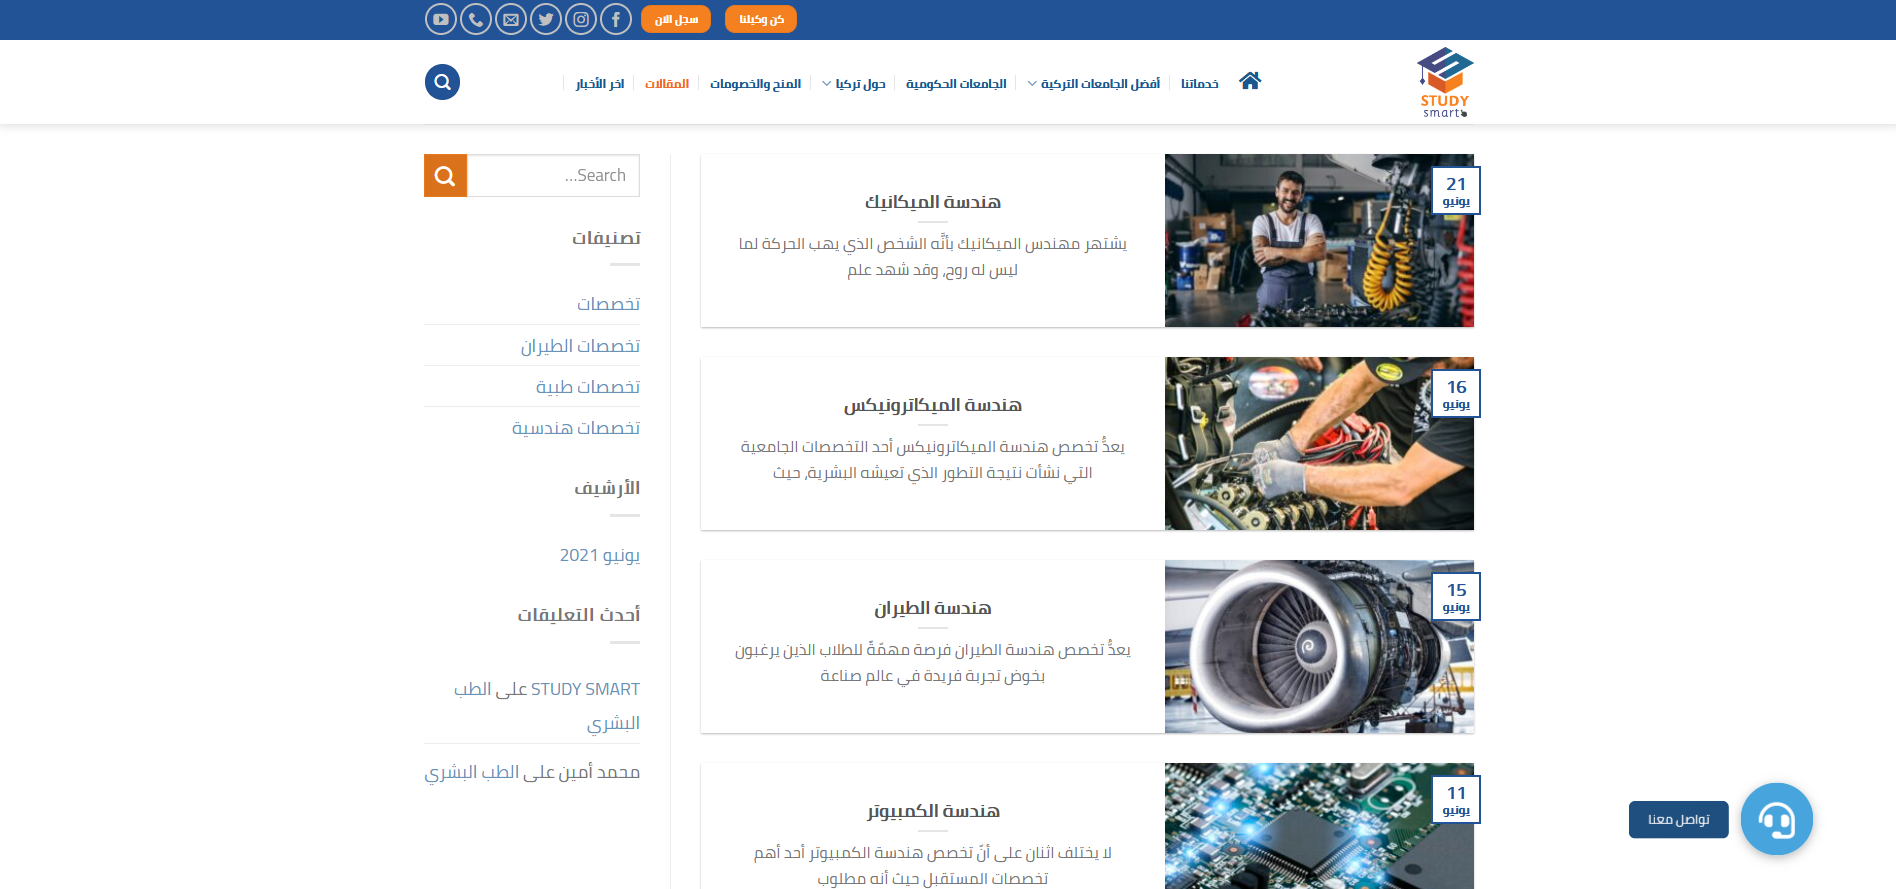 كن وكيلنا
سجل الان
STUDY
smart
خدماتنا
أفضل الجامعات التركية
الجامعات الحكومية
حول تركيا
المنح والخصومات
المقالات
اخر الأخبار
21
يونيو
هندسة الميكانيك
يشتهر مهندس الميكانيك بأنَّه الشخص الذي يهب الحركة لما
ليس له روح، وقد شهد علم
16
يونيو
هندسة الميكاترونيكس
يعدُّ تخصص هندسة الميكاترونيكس أحد التخصصات الجامعية
التي نشأت نتيجة التطور الذي تعيشه البشرية، حيث
15
يونيو
هندسة الطيران
يعدُّ تخصص هندسة الطيران فرصة مهمّةً للطلاب الذين يرغبون
بخوض تجربة فريدة في عالم صناعة
11
يونيو
هندسة الكمبيوتر
لا يختلف اثنان على أنّ تخصص هندسة الكمبيوتر أحد أهم
تخصصات المستقبل حيث أنه مطلوب
Search…
تصنيفات
تخصصات
تخصصات الطيران
تخصصات طبية
تخصصات هندسية
الأرشيف
يونيو 2021
أحدث التعليقات
STUDY SMART على الطب
البشري
محمد أمين على الطب البشري
تواصل معنا